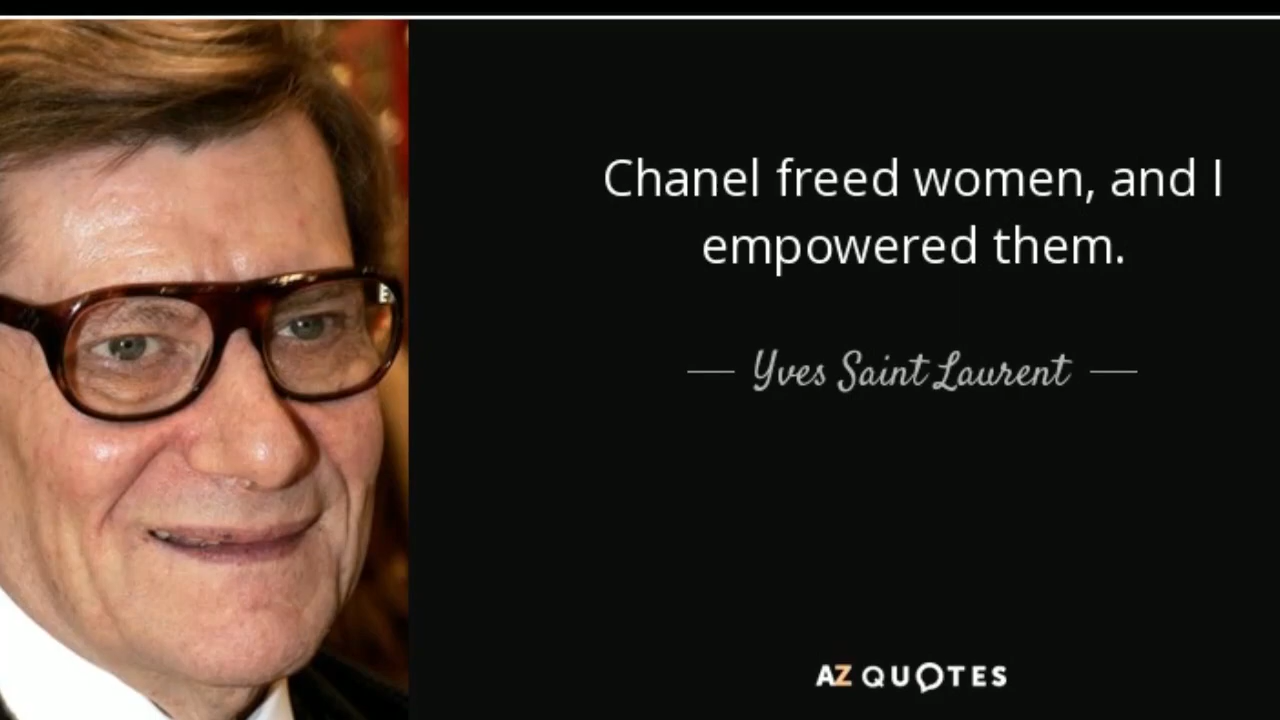 Chanel freed women, and I
empowered them.
Yves Saint Laurent
AZ QUOTES